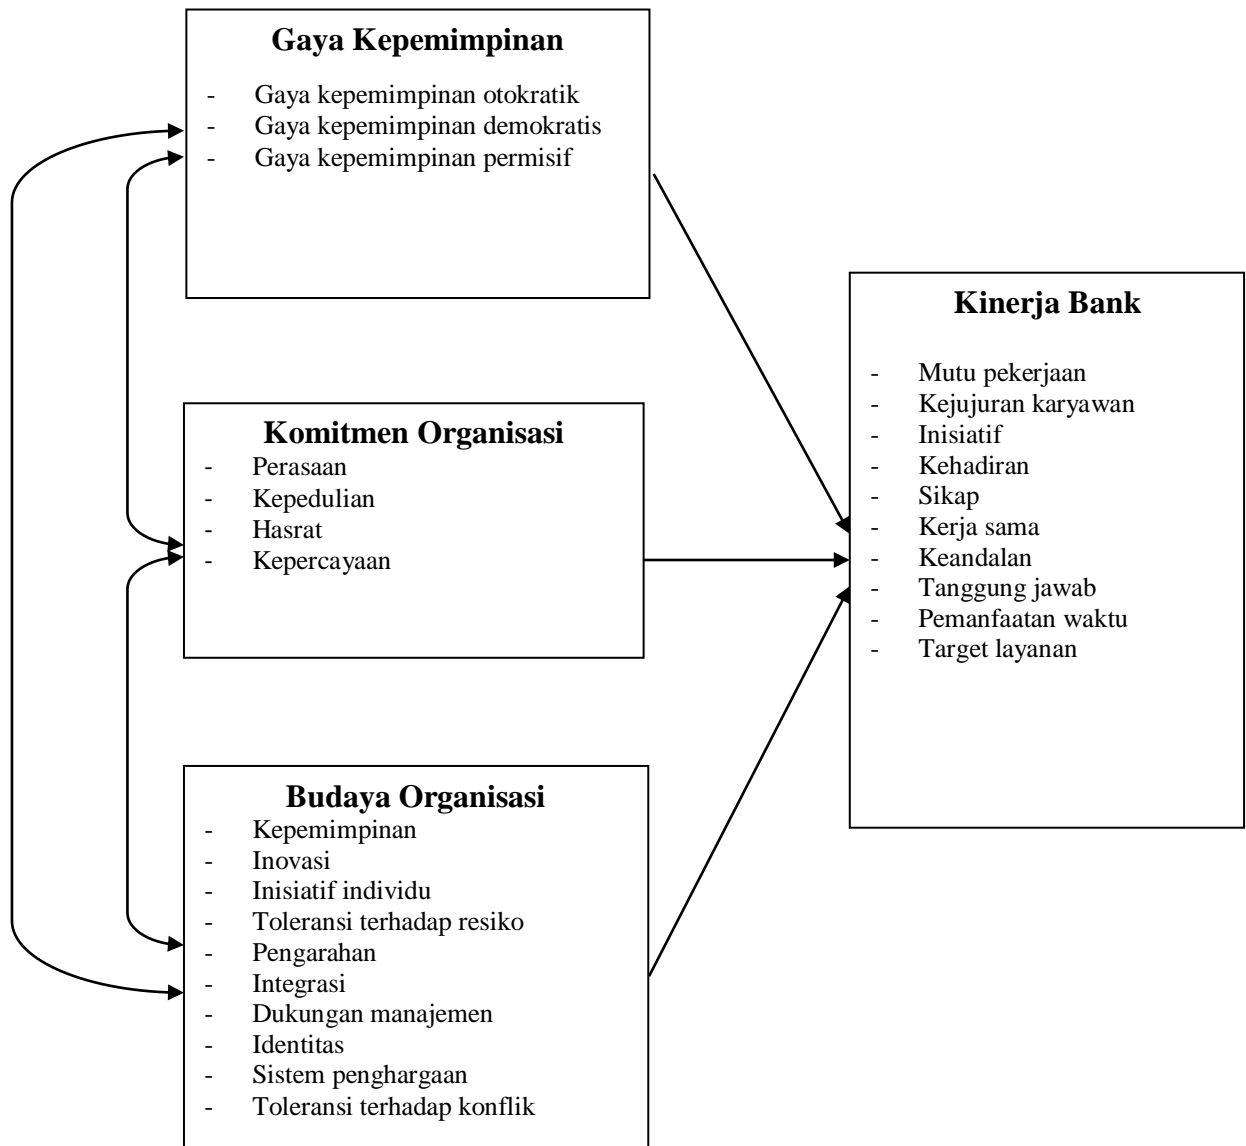 Gaya Kepemimpinan
- Gaya kepemimpinan otokratik
- Gaya kepemimpinan demokratis
- Gaya kepemimpinan permisif
Komitmen Organisasi
- Perasaan
- Kepedulian
- Hasrat
- Kepercayaan
Budaya Organisasi
- Kepemimpinan
- Inovasi
- Inisiatif individu
- Toleransi terhadap resiko
- Pengarahan
- Integrasi
- Dukungan manajemen
- Identitas
- Sistem penghargaan
- Toleransi terhadap konflik
Kinerja Bank
- Mutu pekerjaan
- Kejujuran karyawan
- Inisiatif
- Kehadiran
- Sikap
- Kerja sama
- Keandalan
- Tanggung jawab
- Pemanfaatan waktu
- Target layanan